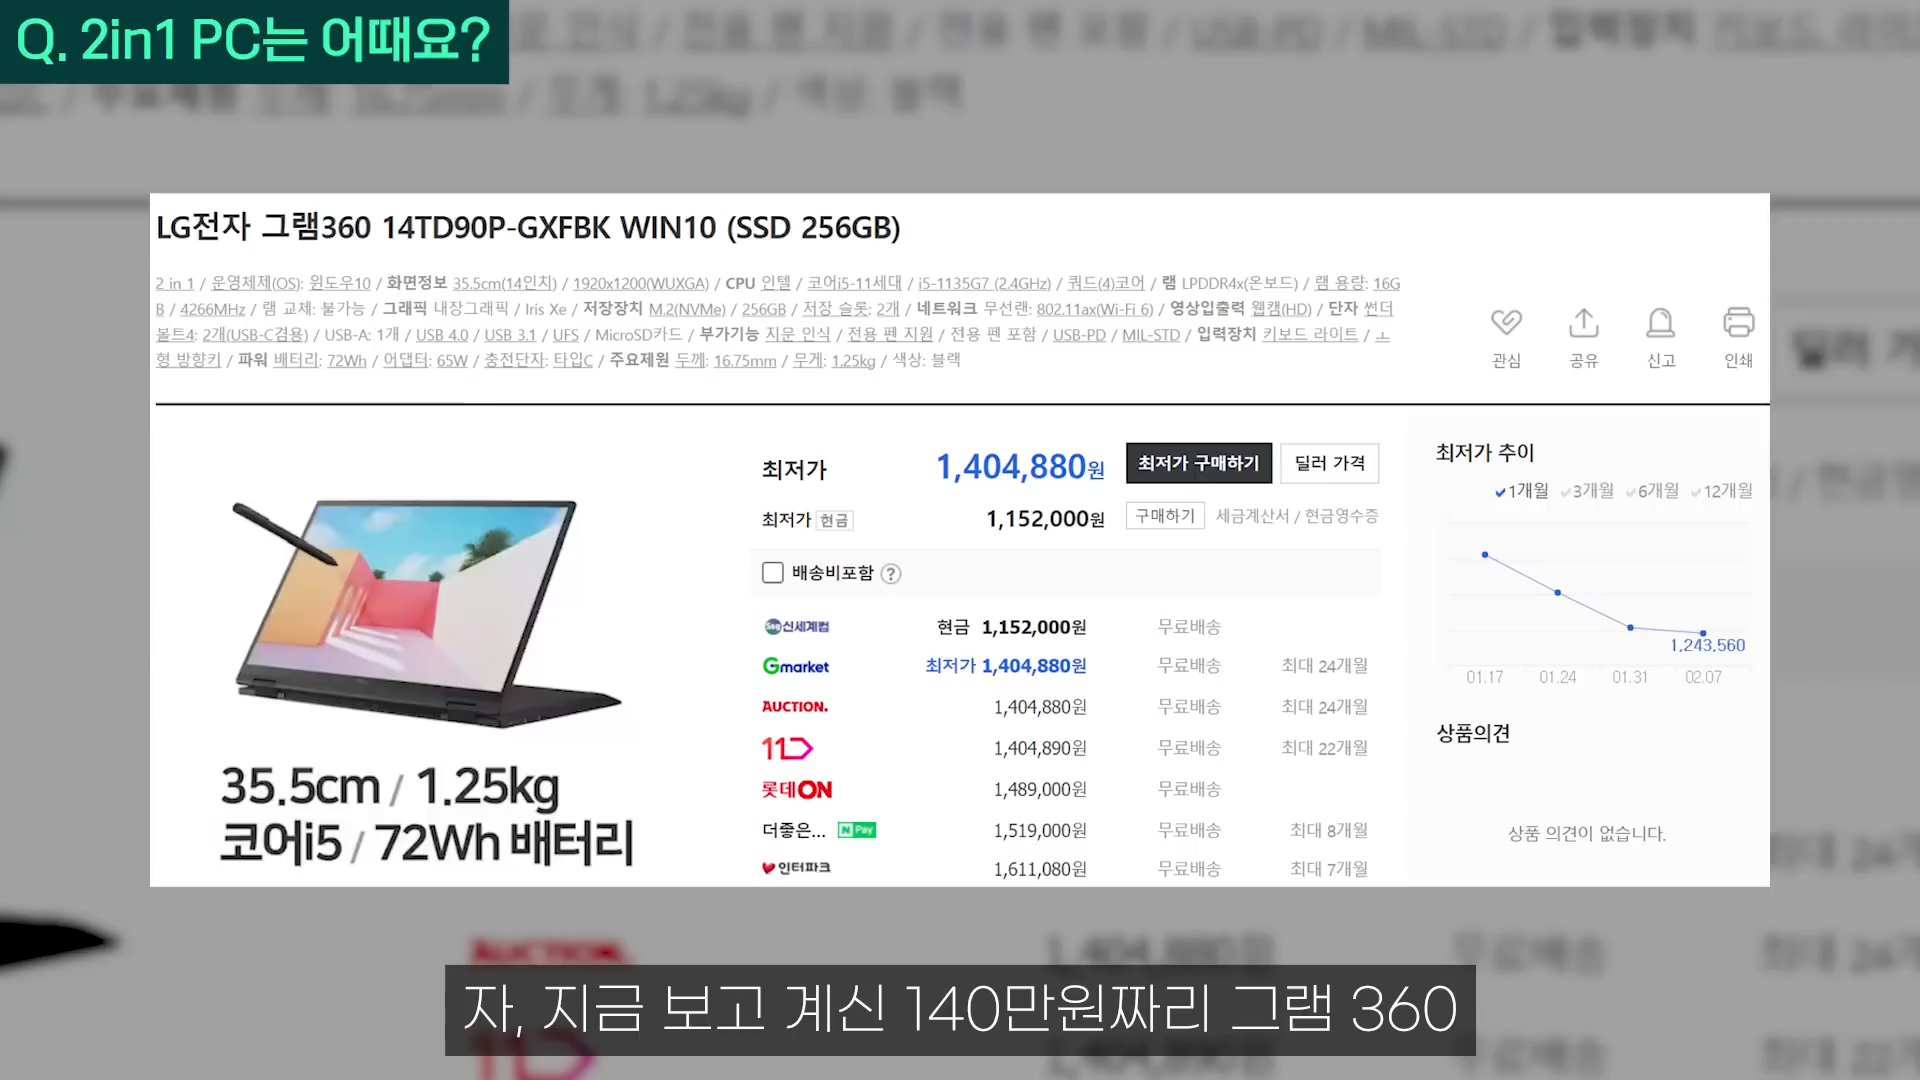 Q. 2in1 PC는 어때요?
LG전자 그램360 14TD90P-GXFBK WIN10 (SSD 256GB)
2 in 1 / 운영체제(OS): 윈도우10 / 화면정보 35.5cm(14인치) / 1920x1200(WUXGA) / CPU 인텔 / 코어i5-11세대 / i5-1135G7 (2.4GHz) / 쿼드(4)코어 / 램 LPDDR4x(온보드) / 램 용량: 16G
B / 4266MHz / 램 교체: 불가능 / 그래픽 내장그래픽 / Iris Xe / 저장장치 M.2(NVMe) / 256GB / 저장 슬롯: 2개 / 네트워크 무선랜: 802.11ax(Wi-Fi 6) / 영상입출력 웹캠(HD) / 단자 썬더
볼트4: 2개(USB-C겸용) / USB-A: 1개 / USB 4.0 / USB 3.1 / UFS / MicroSD카드 / 부가기능 지문 인식 / 전용 펜 지원 / 전용 펜 포함 / USB-PD / MIL-STD / 입력장치 키보드 라이트 / ㅗ
형 방향키 / 파워 배터리: 72Wh / 어댑터: 65W / 충전단자: 타입C / 주요제원 두께: 16.75mm / 무게: 1.25kg / 색상: 블랙
관심 공유 신고 인쇄
최저가 1,404,880원 최저가 구매하기 딜러 가격
최저가 현금 1,152,000원 구매하기 세금계산서 / 현금영수증
배송비포함 ?
Ssg 신세계컴 현금 1,152,000원 무료배송
Gmarket 최저가 1,404,880원 무료배송 최대 24개월
AUCTION. 1,404,880원 무료배송 최대 24개월
11 1,404,890원 무료배송 최대 22개월
롯데ON 1,489,000원 무료배송
더좋은... N Pay 1,519,000원 무료배송 최대 8개월
인터파크 1,611,080원 무료배송 최대 7개월
35.5cm / 1.25kg
코어i5 / 72Wh 배터리
최저가 추이
1개월 3개월 6개월 12개월
1,243,560
01.17 01.24 01.31 02.07
상품의견
상품 의견이 없습니다.
자, 지금 보고 계신 140만원짜리 그램 360